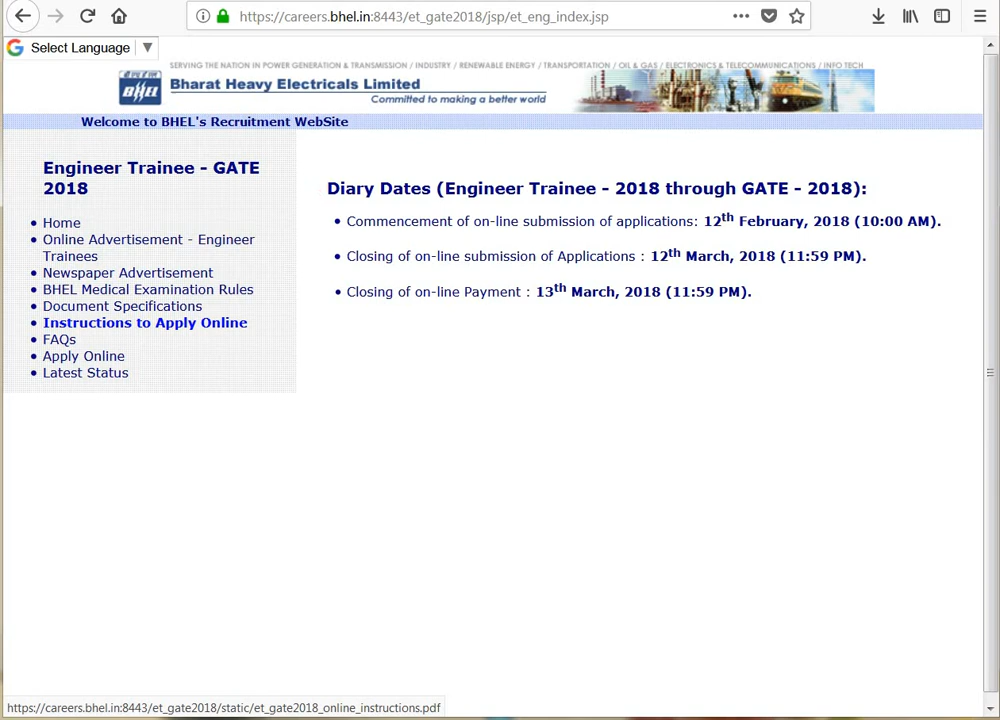 https://careers.bhel.in:8443/et_gate2018/jsp/et_eng_index.jsp
Select Language
SERVING THE NATION IN POWER GENERATION & TRANSMISSION / INDUSTRY / RENEWABLE ENERGY / TRANSPORTATION / OIL & GAS / ELECTRONICS & TELECOMMUNICATIONS / INFO TECH
BHEL
Bharat Heavy Electricals Limited
Committed to making a better world
Welcome to BHEL's Recruitment WebSite
Engineer Trainee - GATE
2018
• Home
• Online Advertisement - Engineer
Trainees
• Newspaper Advertisement
• BHEL Medical Examination Rules
• Document Specifications
• Instructions to Apply Online
• FAQs
• Apply Online
• Latest Status
Diary Dates (Engineer Trainee - 2018 through GATE - 2018):
• Commencement of on-line submission of applications: 12th February, 2018 (10:00 AM).
• Closing of on-line submission of Applications : 12th March, 2018 (11:59 PM).
• Closing of on-line Payment : 13th March, 2018 (11:59 PM).
https://careers.bhel.in:8443/et_gate2018/static/et_gate2018_online_instructions.pdf